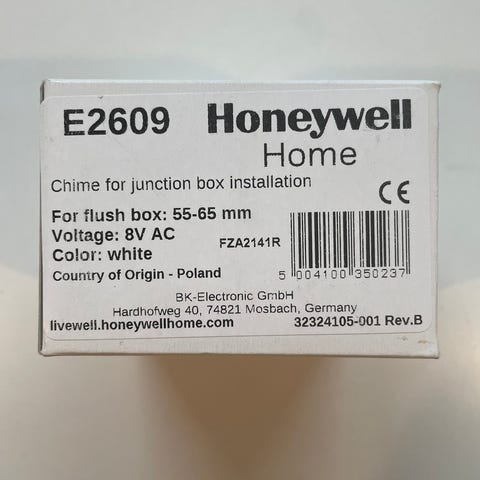 E2609 Honeywell
Home
Chime for junction box installation
CE
For flush box: 55-65 mm
Voltage: 8V AC
FZA2141R
Color: white
Country of Origin - Poland
5 004100 350237
BK-Electronic GmbH
Hardhofweg 40, 74821 Mosbach, Germany
livewell.honeywellhome.com 32324105-001 Rev.B